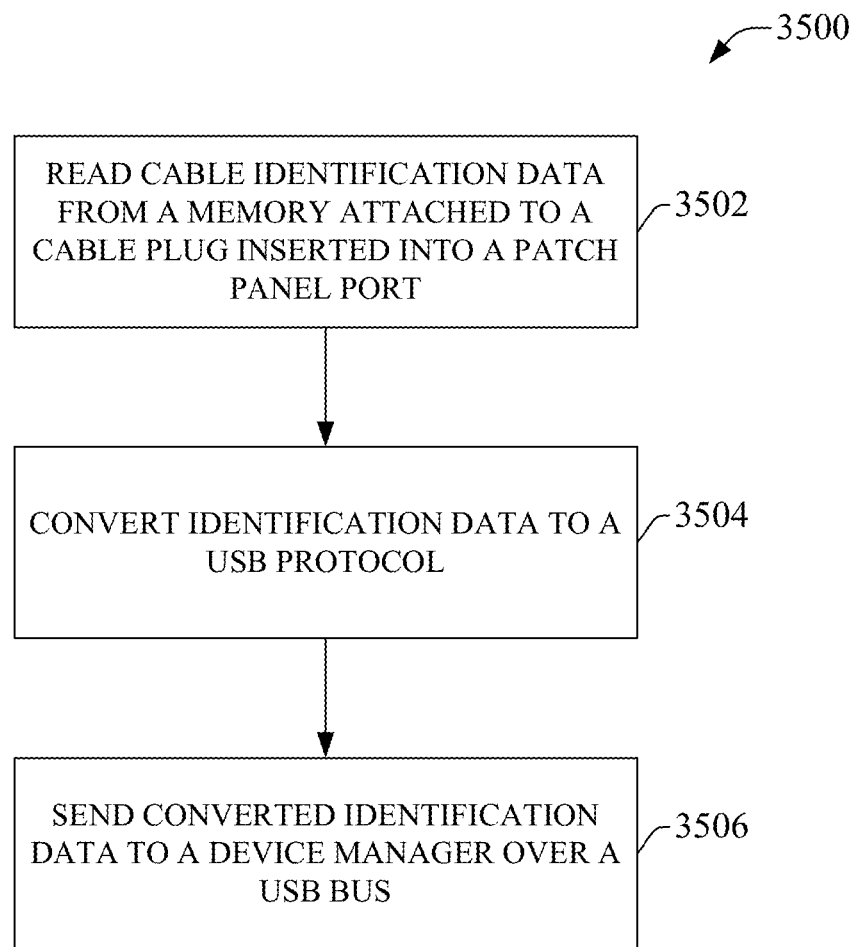 3500
READ CABLE IDENTIFICATION DATA
FROM A MEMORY ATTACHED TO A
CABLE PLUG INSERTED INTO A PATCH
PANEL PORT
3502
CONVERT IDENTIFICATION DATA TO A
USB PROTOCOL
3504
SEND CONVERTED IDENTIFICATION
DATA TO A DEVICE MANAGER OVER A
USB BUS
3506